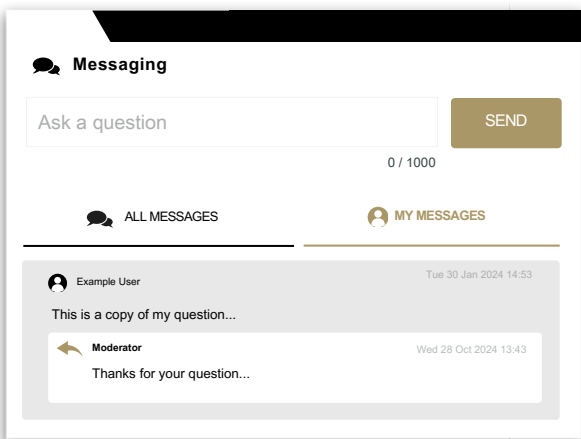 Messaging
Ask a question
SEND
0 / 1000
ALL MESSAGES
MY MESSAGES
Example User
Tue 30 Jan 2024 14:53
This is a copy of my question...
Moderator
Wed 28 Oct 2024 13:43
Thanks for your question...